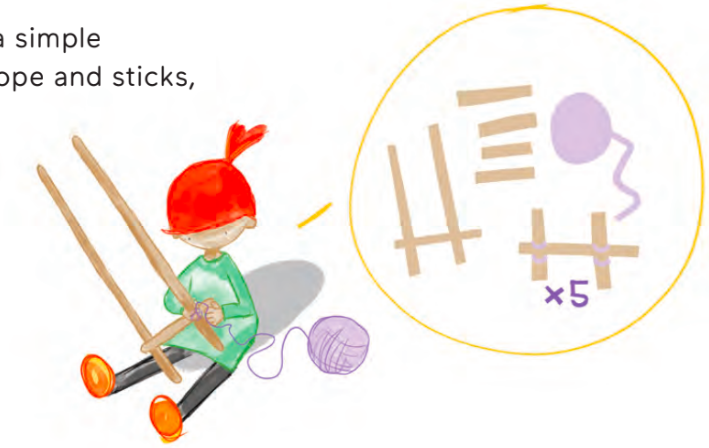 a simple
ope and sticks,
×5